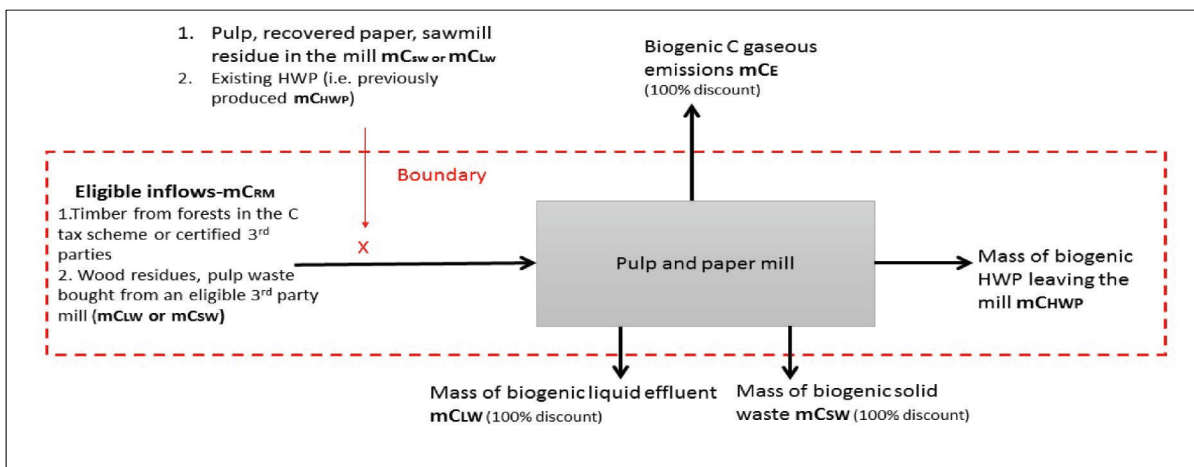 1. Pulp, recovered paper, sawmill
residue in the mill mCsw or mCLw
2. Existing HWP (i.e. previously
produced mCHWP)
Biogenic C gaseous
emissions mCE
(100% discount)
Boundary
Eligible inflows-mCRM
1.Timber from forests in the C
tax scheme or certified 3rd
parties
2. Wood residues, pulp waste
bought from an eligible 3rd party
mill (mCLW or mCsw)
X
Pulp and paper mill
Mass of biogenic
HWP leaving the
mill mCHWP
Mass of biogenic liquid effluent
mCLW (100% discount)
Mass of biogenic solid
waste mCsw (100% discount)